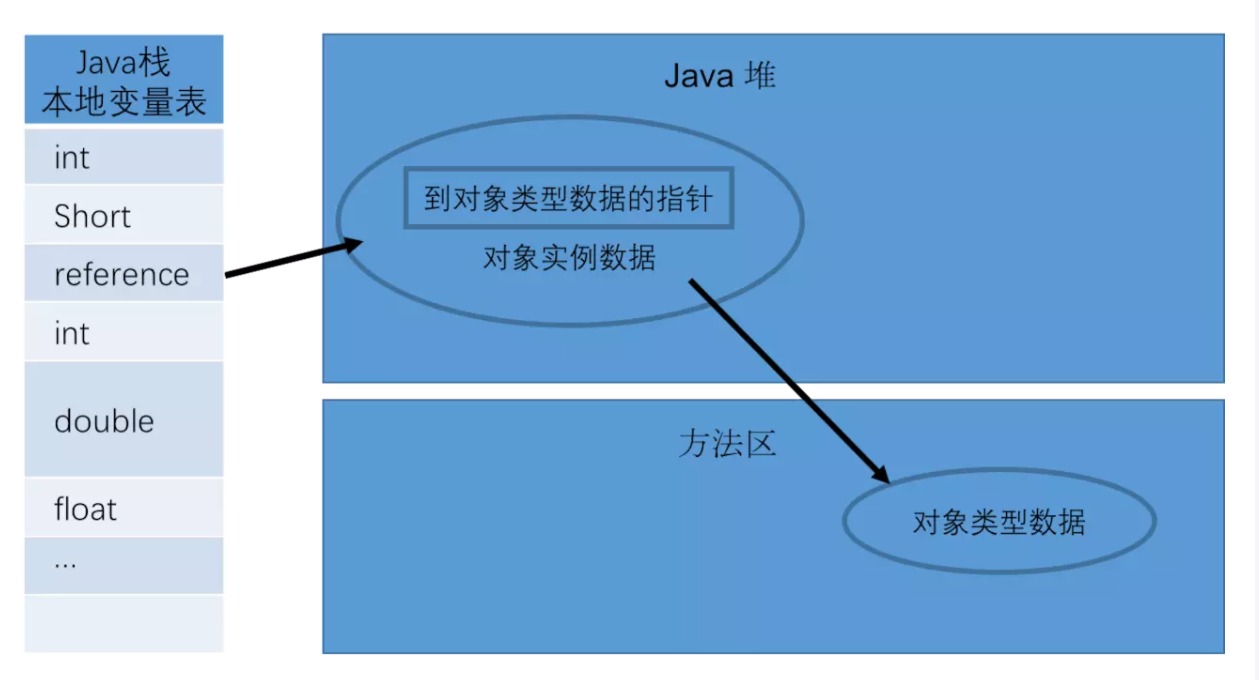 Java栈
本地变量表
int
Short
reference
int
double
float
...
Java 堆
到对象类型数据的指针
对象实例数据
方法区
对象类型数据